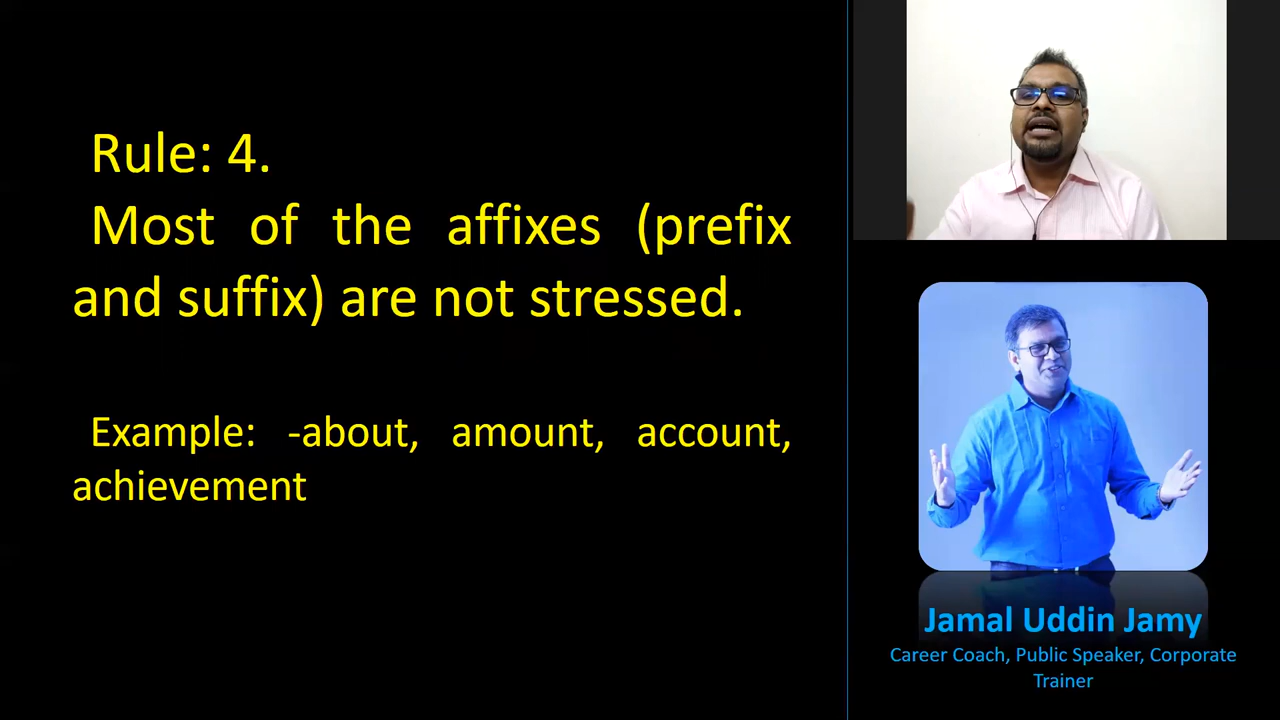 Rule: 4.
Most of the affixes (prefix
and suffix) are not stressed.
Example: -about, amount, account,
achievement
Jamal Uddin Jamy
Career Coach, Public Speaker, Corporate
Trainer